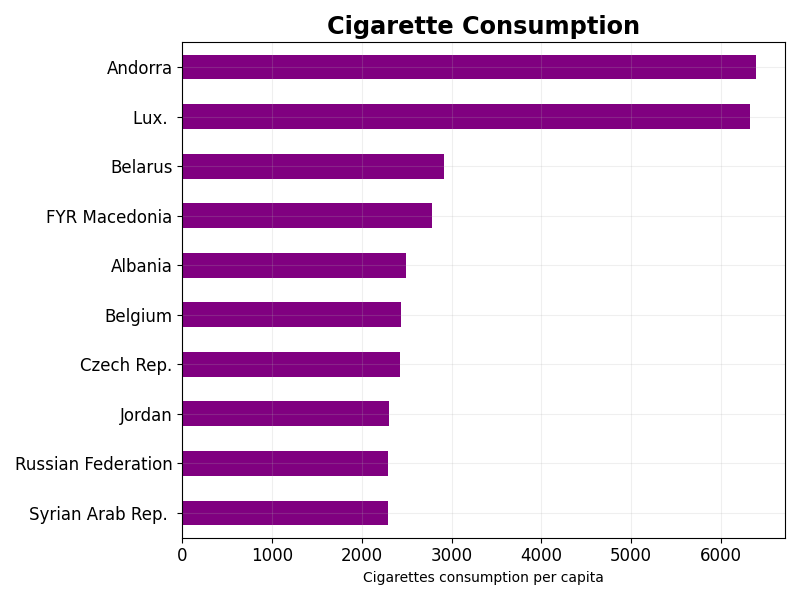 Cigarette Consumption
Andorra
Lux.
Belarus
FYR Macedonia
Albania
Belgium
Czech Rep.
Jordan
Russian Federation
Syrian Arab Rep.
0 1000 2000 3000 4000 5000 6000
Cigarettes consumption per capita